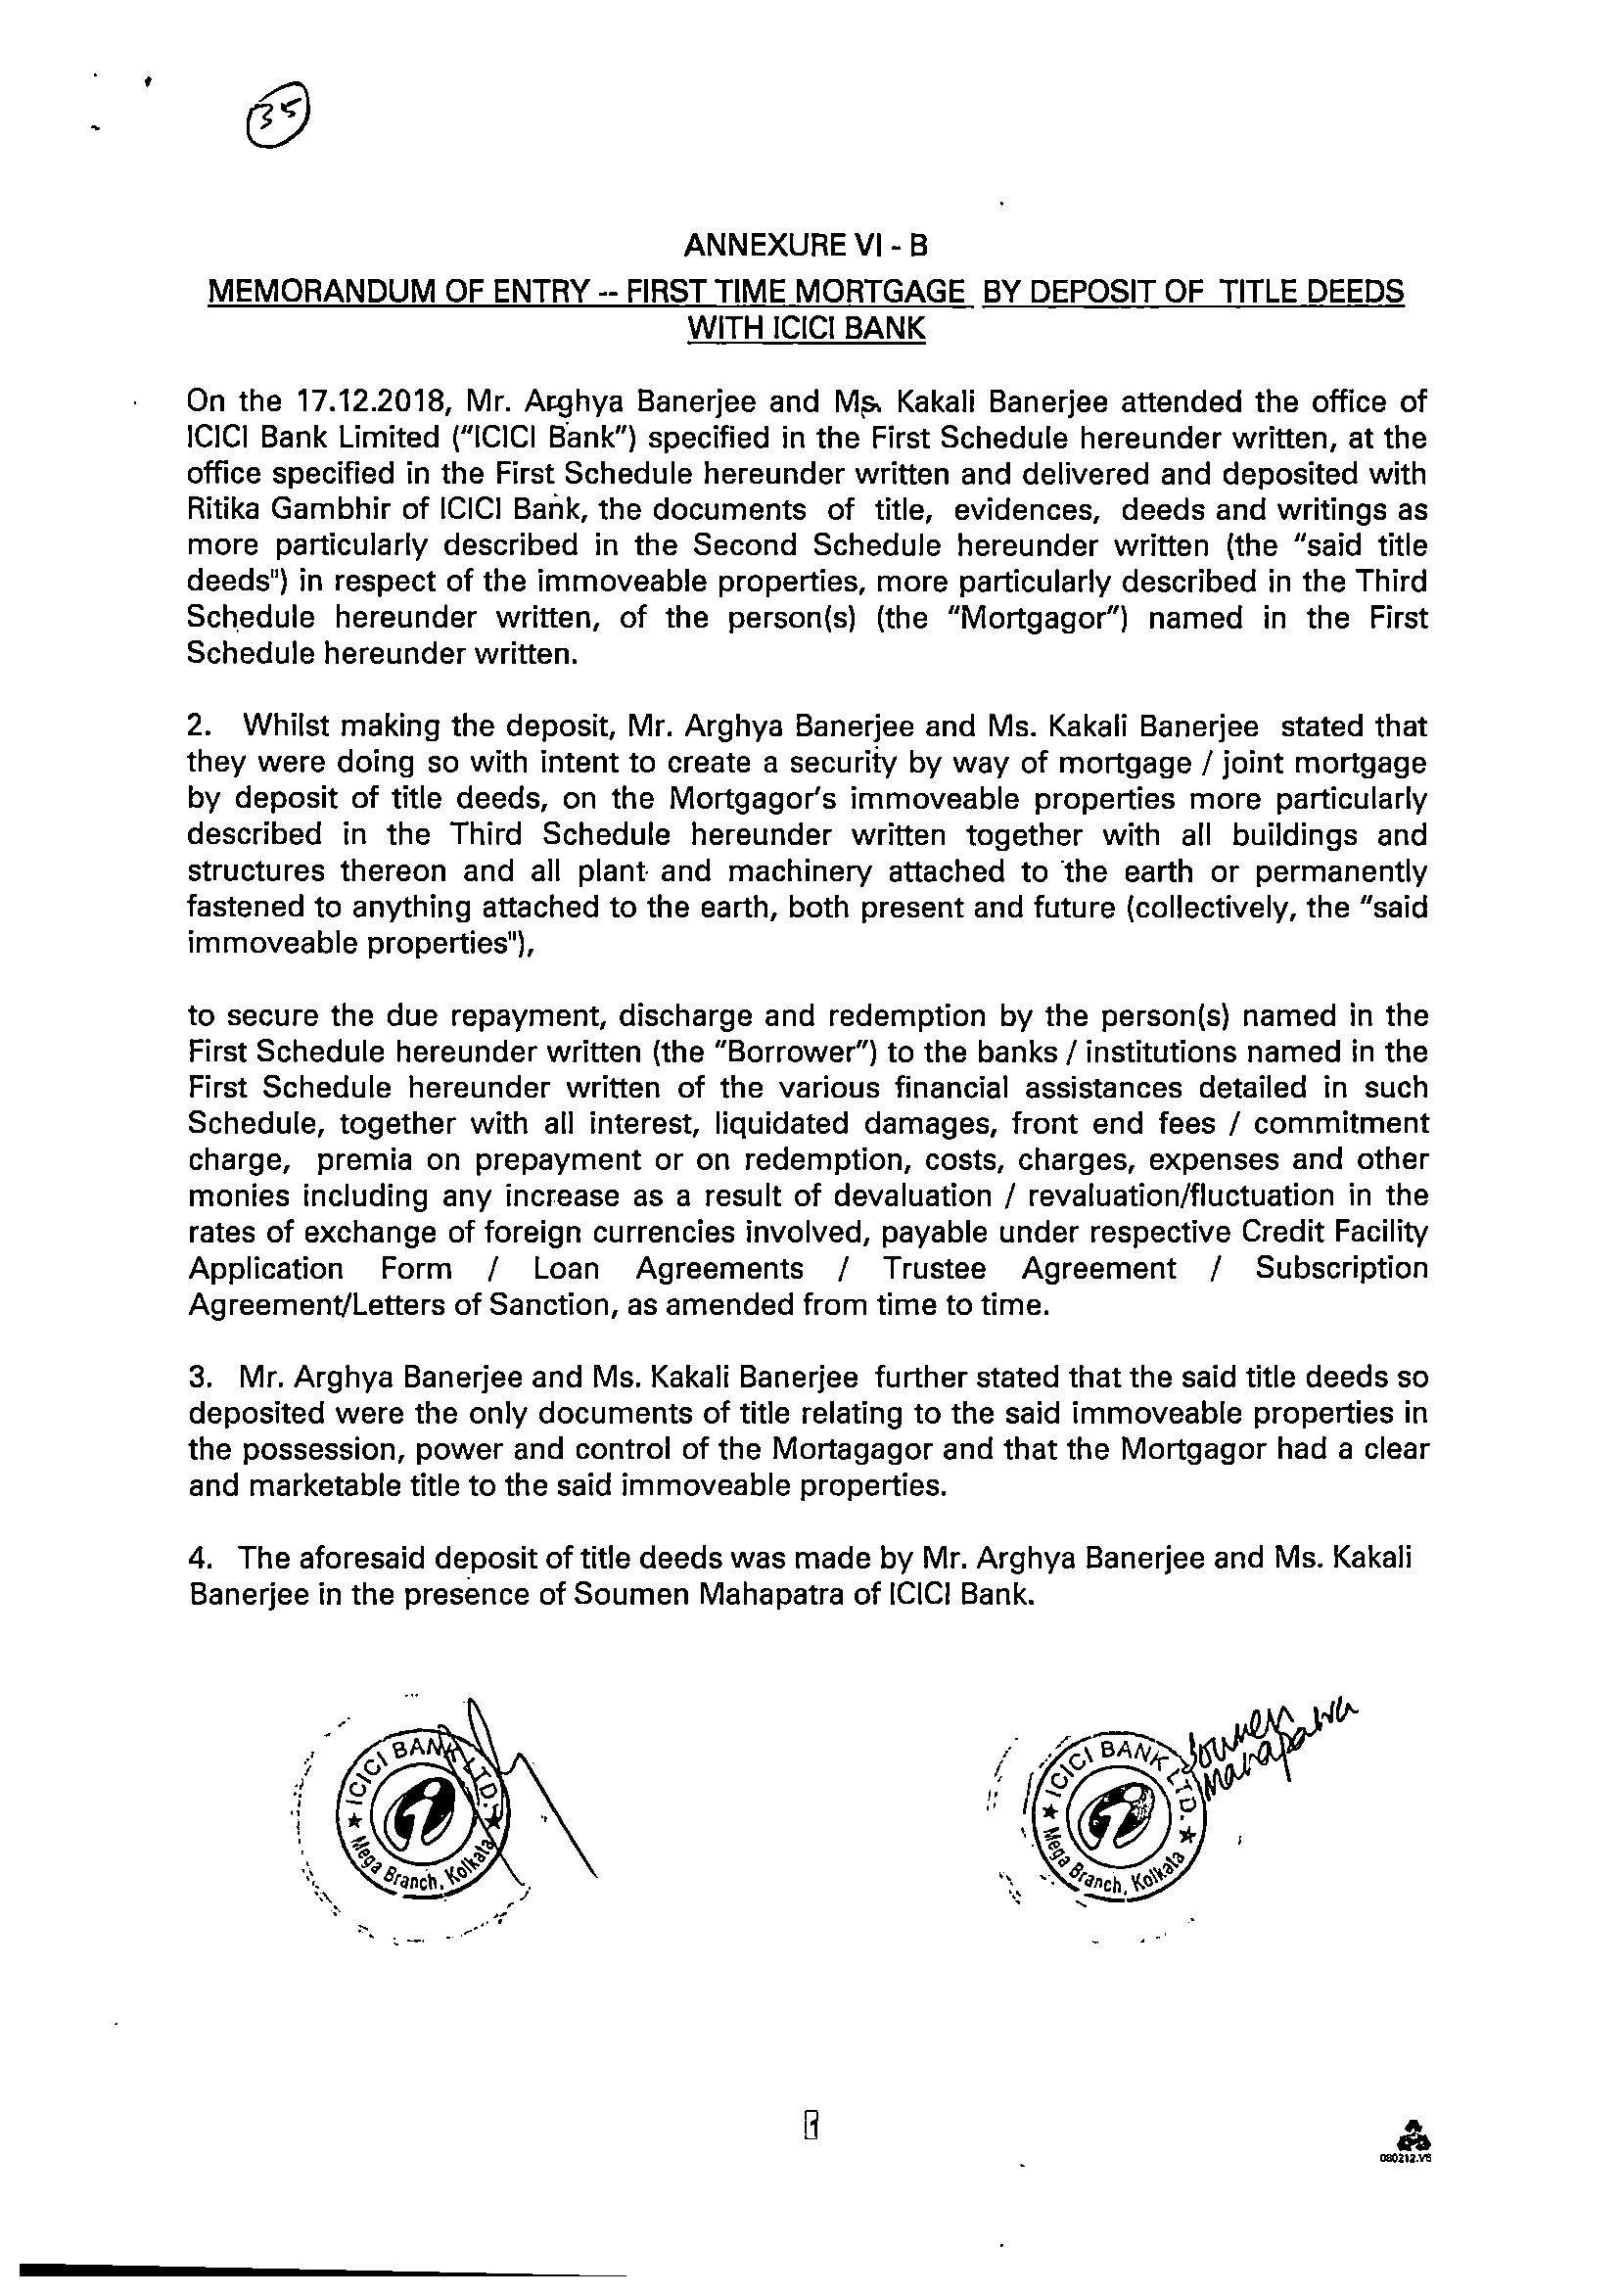 35
ANNEXURE VI - B
MEMORANDUM OF ENTRY -- FIRST TIME MORTGAGE BY DEPOSIT OF TITLE DEEDS
WITH ICICI BANK
On the 17.12.2018, Mr. Arghya Banerjee and Ms. Kakali Banerjee attended the office of
ICICI Bank Limited ("ICICI Bank") specified in the First Schedule hereunder written, at the
office specified in the First Schedule hereunder written and delivered and deposited with
Ritika Gambhir of ICICI Bank, the documents of title, evidences, deeds and writings as
more particularly described in the Second Schedule hereunder written (the "said title
deeds") in respect of the immoveable properties, more particularly described in the Third
Schedule hereunder written, of the person(s) (the "Mortgagor") named in the First
Schedule hereunder written.
2. Whilst making the deposit, Mr. Arghya Banerjee and Ms. Kakali Banerjee stated that
they were doing so with intent to create a security by way of mortgage / joint mortgage
by deposit of title deeds, on the Mortgagor's immoveable properties more particularly
described in the Third Schedule hereunder written together with all buildings and
structures thereon and all plant and machinery attached to the earth or permanently
fastened to anything attached to the earth, both present and future (collectively, the "said
immoveable properties"),
to secure the due repayment, discharge and redemption by the person(s) named in the
First Schedule hereunder written (the "Borrower") to the banks / institutions named in the
First Schedule hereunder written of the various financial assistances detailed in such
Schedule, together with all interest, liquidated damages, front end fees / commitment
charge, premia on prepayment or on redemption, costs, charges, expenses and other
monies including any increase as a result of devaluation / revaluation/fluctuation in the
rates of exchange of foreign currencies involved, payable under respective Credit Facility
Application Form / Loan Agreements / Trustee Agreement / Subscription
Agreement/Letters of Sanction, as amended from time to time.
3. Mr. Arghya Banerjee and Ms. Kakali Banerjee further stated that the said title deeds so
deposited were the only documents of title relating to the said immoveable properties in
the possession, power and control of the Mortagagor and that the Mortgagor had a clear
and marketable title to the said immoveable properties.
4. The aforesaid deposit of title deeds was made by Mr. Arghya Banerjee and Ms. Kakali
Banerjee in the presence of Soumen Mahapatra of ICICI Bank.
ICICI BANK LTD.
Mega Branch, Kolkata
ICICI BANK LTD.
Mega Branch, Kolkata
Soumen
Mahapatra
1
080212.V6